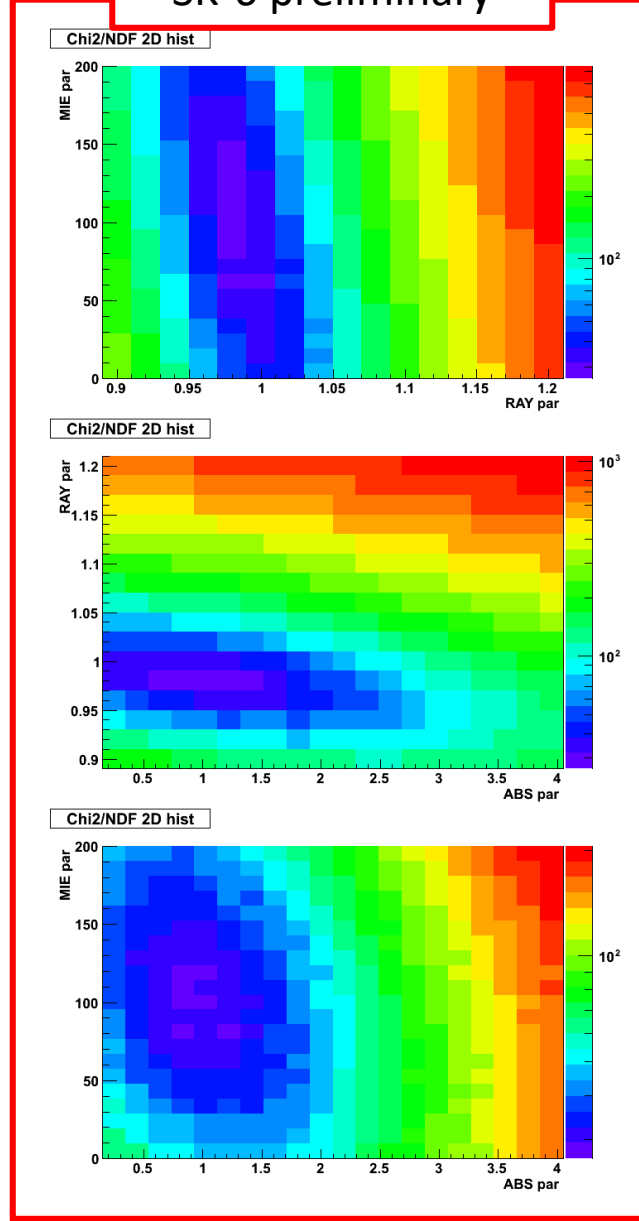 SK-6 preliminary
Chi2/NDF 2D hist
MIE par
200
150
100
50
0
0.9 0.95 1 1.05 1.1 1.15 1.2
RAY par
10²
Chi2/NDF 2D hist
RAY par
1.2
1.15
1.1
1.05
1
0.95
0.9
0.5 1 1.5 2 2.5 3 3.5 4
ABS par
10³
10²
Chi2/NDF 2D hist
MIE par
200
150
100
50
0
0.5 1 1.5 2 2.5 3 3.5 4
ABS par
10²